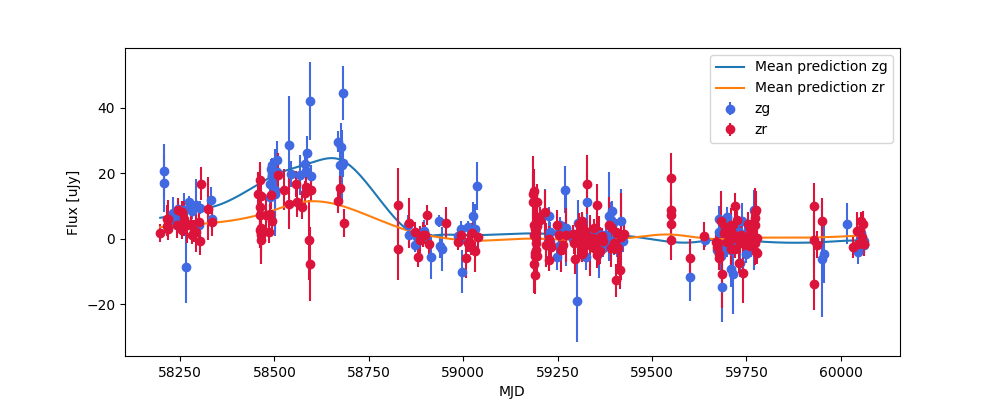 Flux [uJy]
40
20
0
−20
58250 58500 58750 59000 59250 59500 59750 60000
MJD
Mean prediction zg
Mean prediction zr
zg
zr